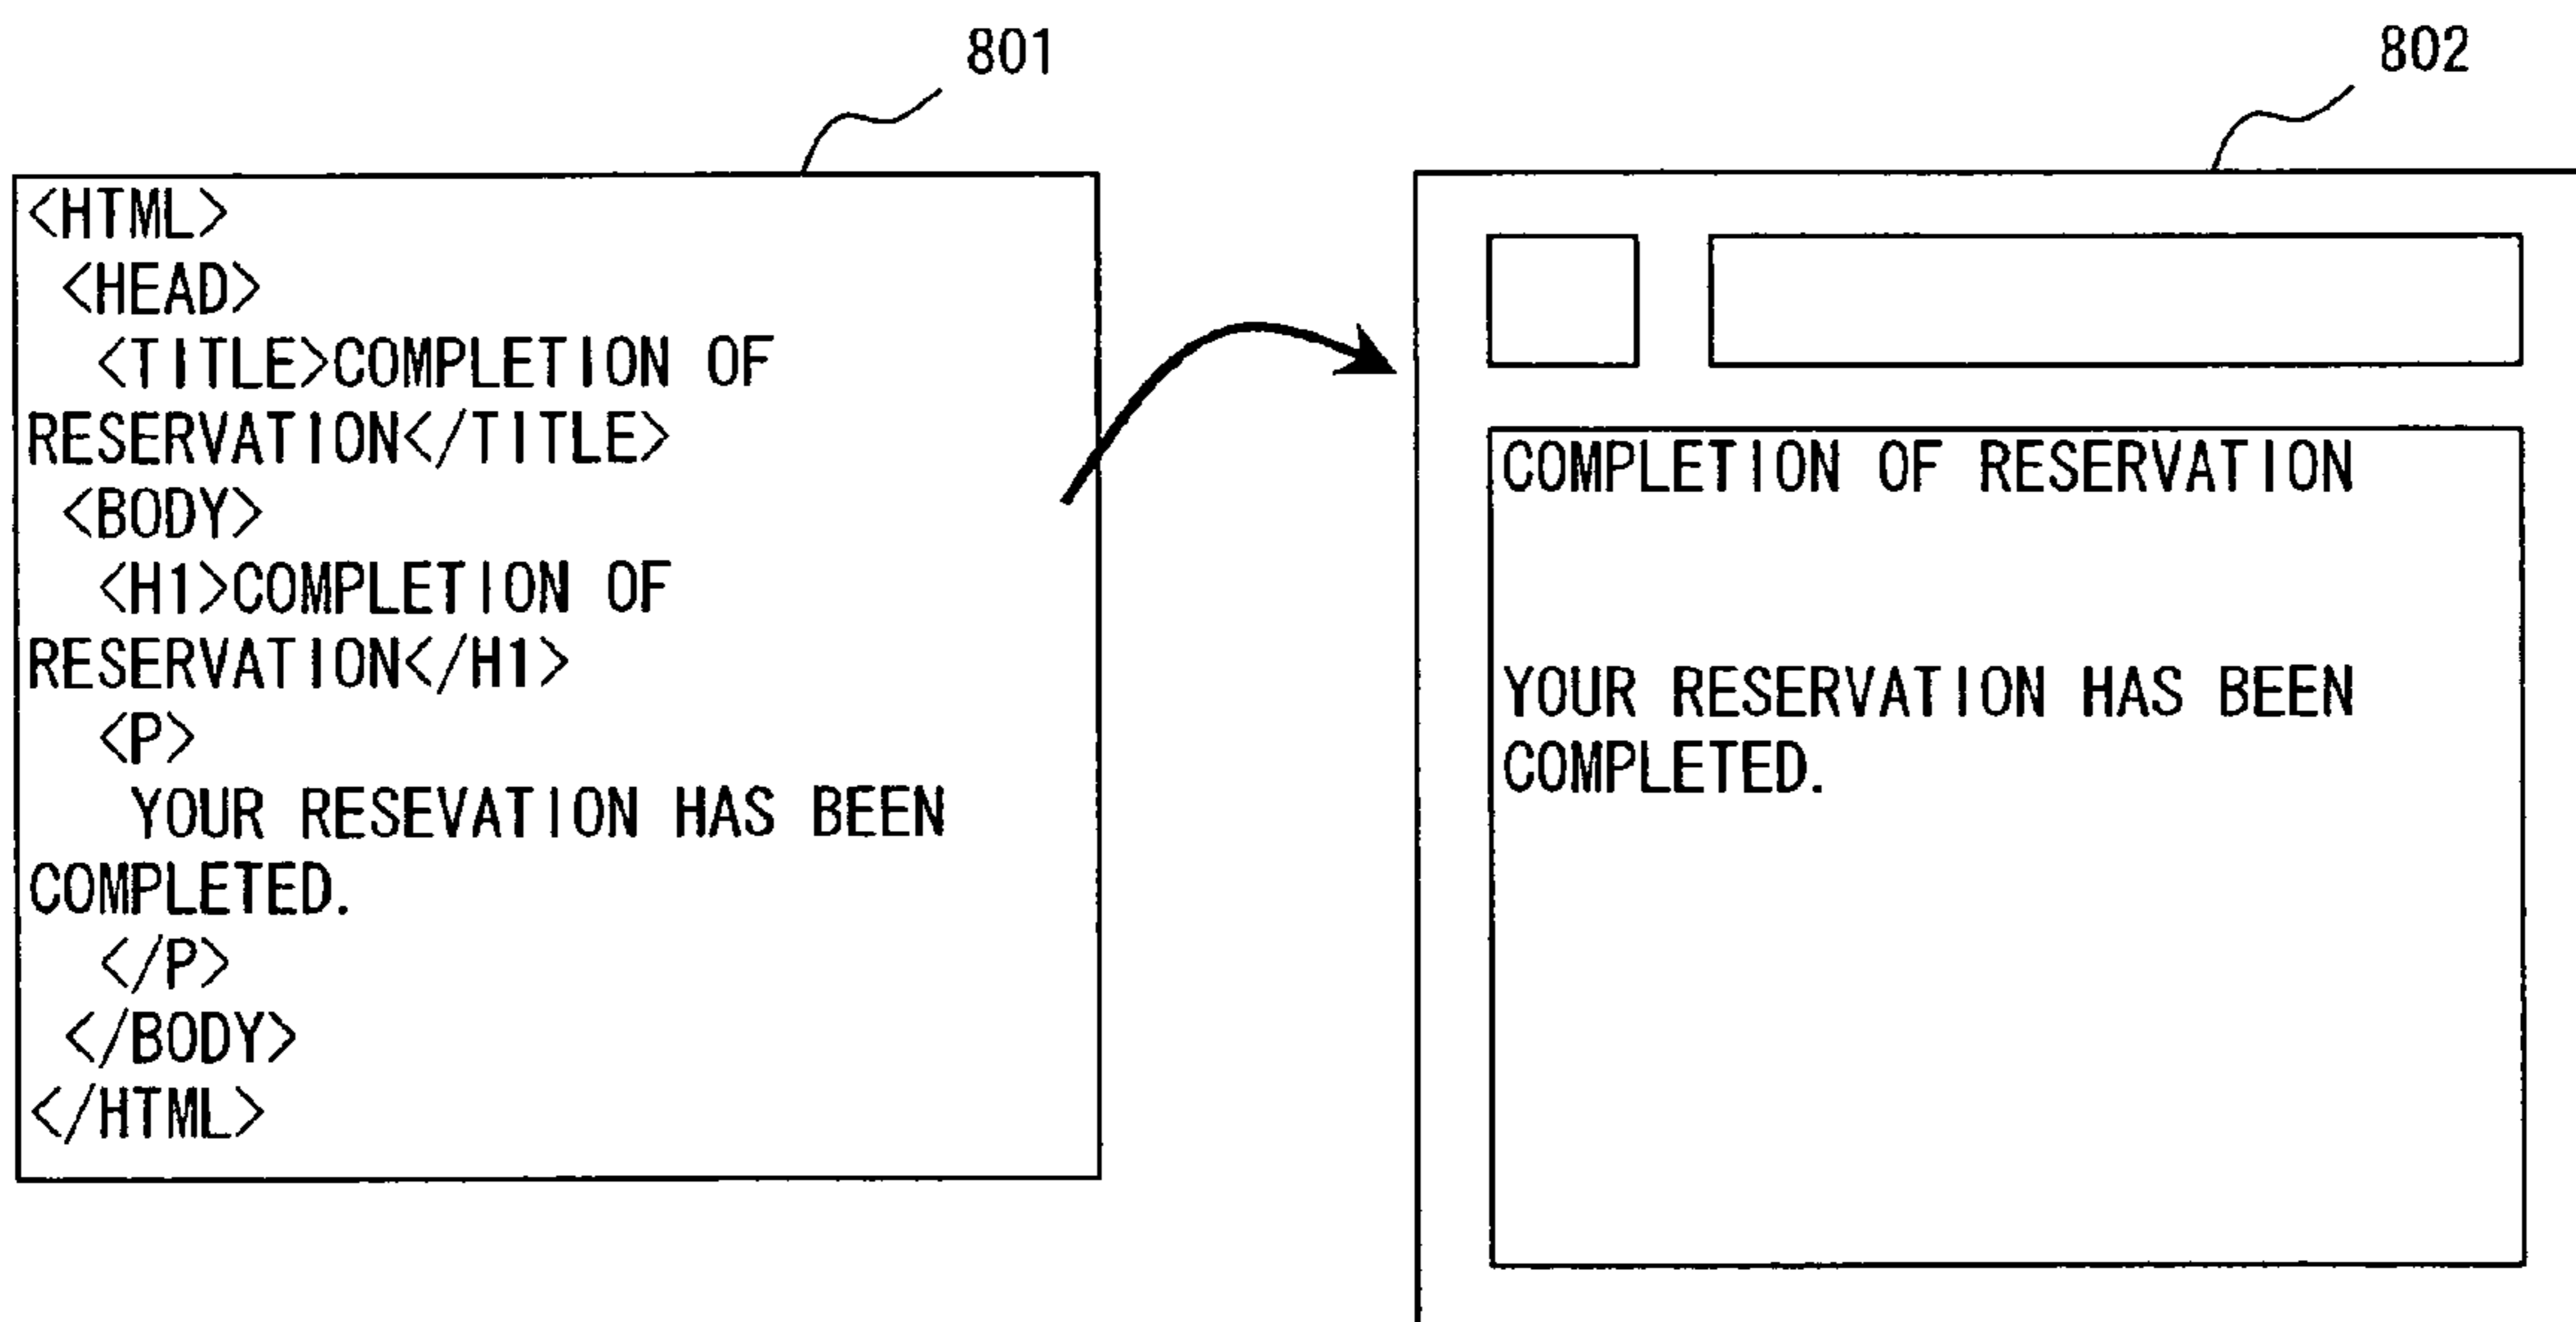 801
<HTML>
<HEAD>
<TITLE>COMPLETION OF
RESERVATION</TITLE>
<BODY>
<H1>COMPLETION OF
RESERVATION</H1>
<P>
YOUR RESEVATION HAS BEEN
COMPLETED.
</P>
</BODY>
</HTML>
802
COMPLETION OF RESERVATION
YOUR RESERVATION HAS BEEN
COMPLETED.